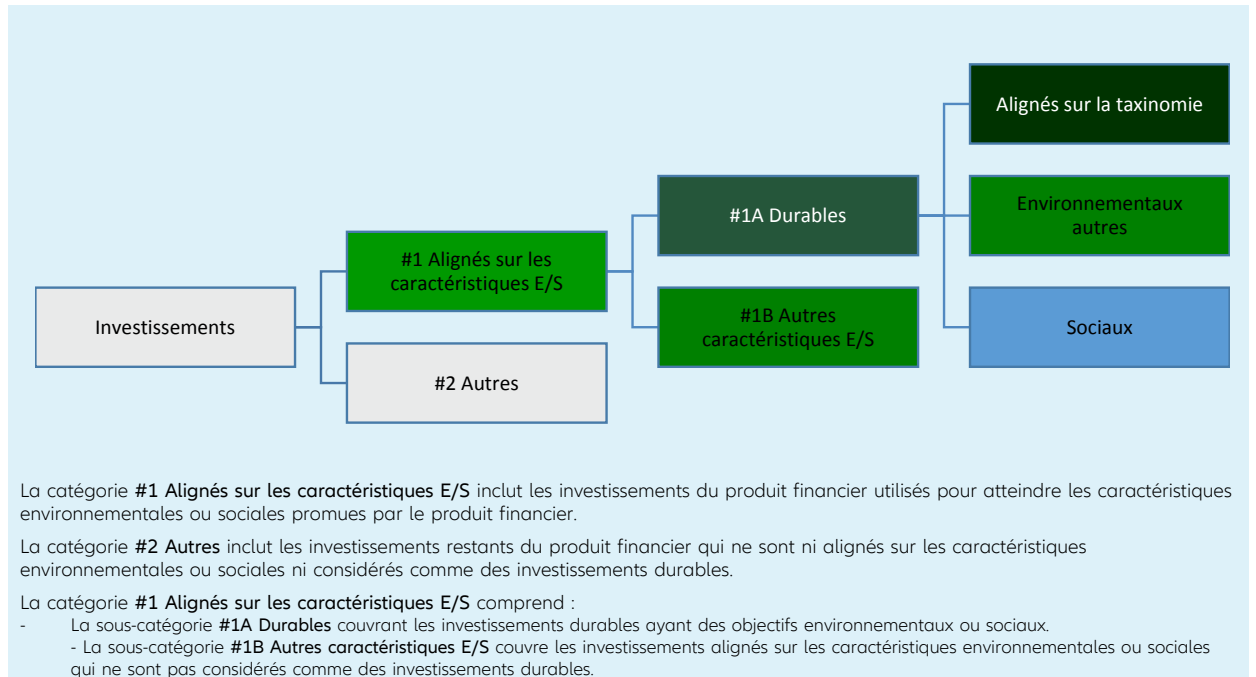 Alignés sur la taxinomie
#1A Durables
Environnementaux
autres
#1 Alignés sur les
caractéristiques E/S
Investissements
#1B Autres
caractéristiques E/S
Sociaux
#2 Autres
La catégorie #1 Alignés sur les caractéristiques E/S inclut les investissements du produit financier utilisés pour atteindre les caractéristiques
environnementales ou sociales promues par le produit financier.
La catégorie #2 Autres inclut les investissements restants du produit financier qui ne sont ni alignés sur les caractéristiques
environnementales ou sociales ni considérés comme des investissements durables.
La catégorie #1 Alignés sur les caractéristiques E/S comprend :
- La sous-catégorie #1A Durables couvrant les investissements durables ayant des objectifs environnementaux ou sociaux.
- La sous-catégorie #1B Autres caractéristiques E/S couvre les investissements alignés sur les caractéristiques environnementales ou sociales
qui ne sont pas considérés comme des investissements durables.